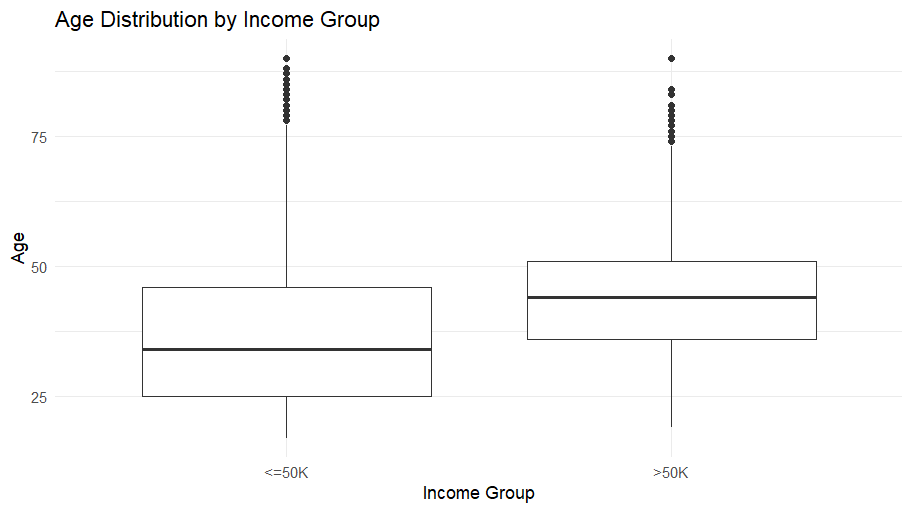 Age Distribution by Income Group
Age
75
50
25
<=50K
>50K
Income Group